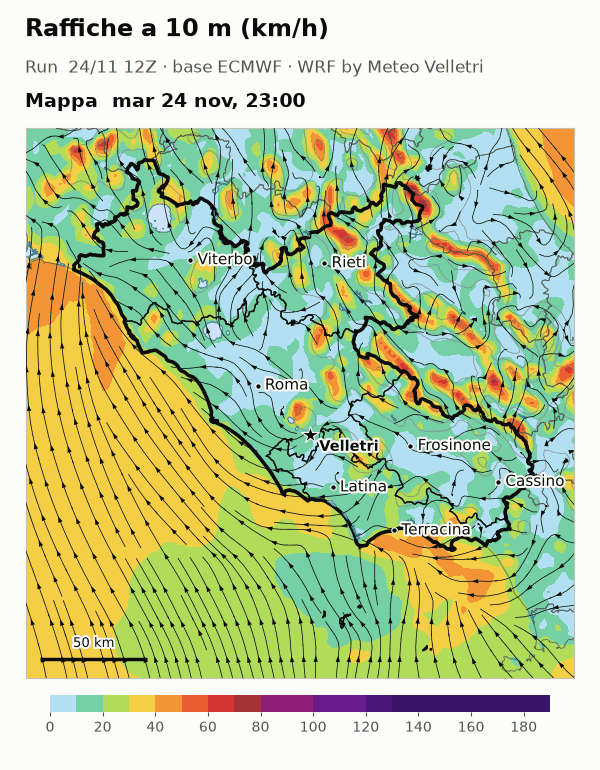 Raffiche a 10 m (km/h)
Run 24/11 12Z · base ECMWF · WRF by Meteo Velletri
Mappa mar 24 nov, 23:00
Viterbo
Rieti
Roma
Velletri
Frosinone
Latina
Cassino
Terracina
50 km
0 20 40 60 80 100 120 140 160 180